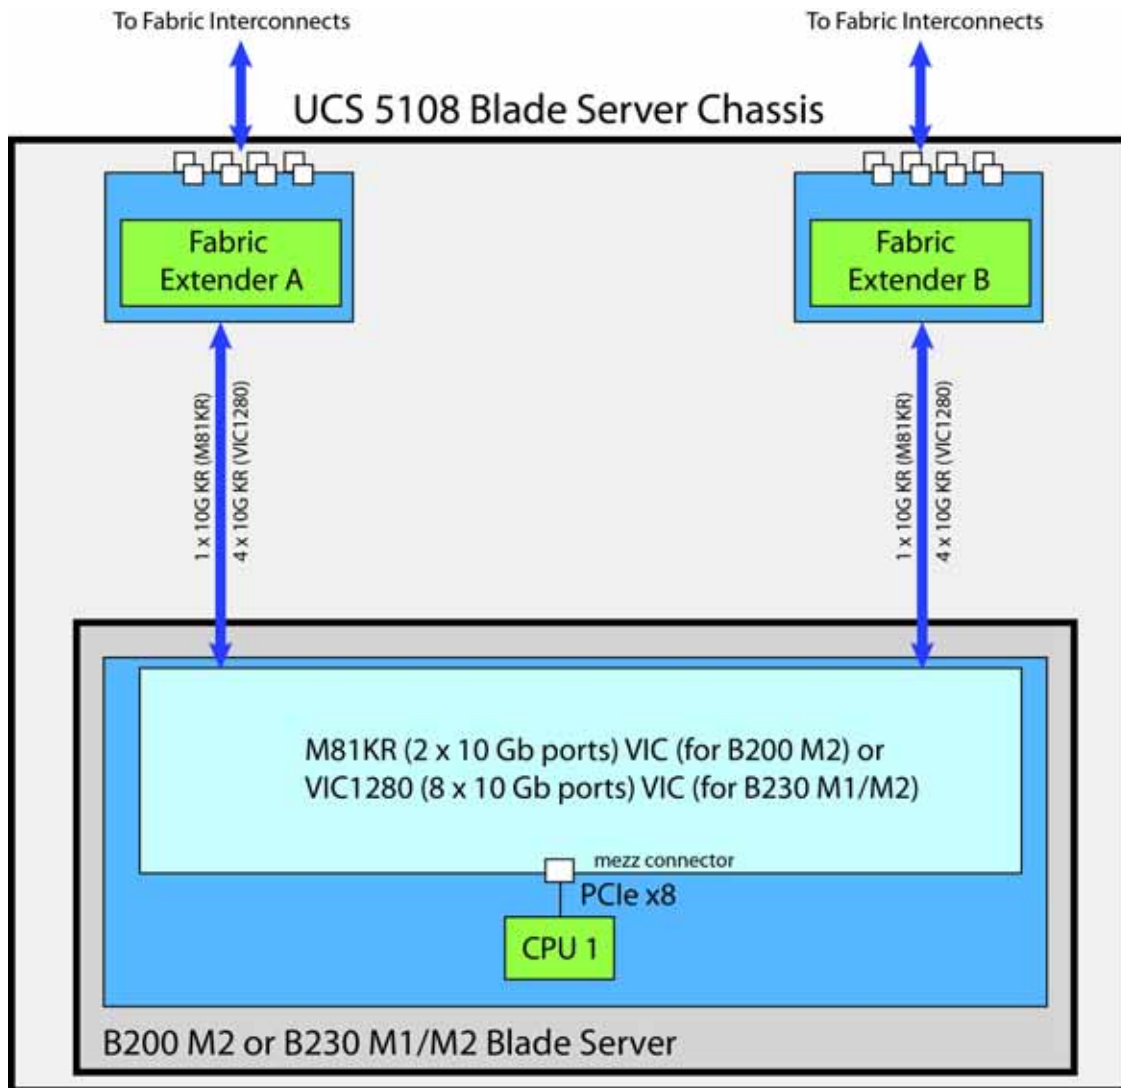 To Fabric Interconnects
To Fabric Interconnects
UCS 5108 Blade Server Chassis
Fabric
Extender A
Fabric
Extender B
1 x 10G KR (M81KR)
4 x 10G KR (VIC1280)
1 x 10G KR (M81KR)
4 x 10G KR (VIC1280)
M81KR (2 x 10 Gb ports) VIC (for B200 M2) or
VIC1280 (8 x 10 Gb ports) VIC (for B230 M1/M2)
mezz connector
PCIe x8
CPU 1
B200 M2 or B230 M1/M2 Blade Server